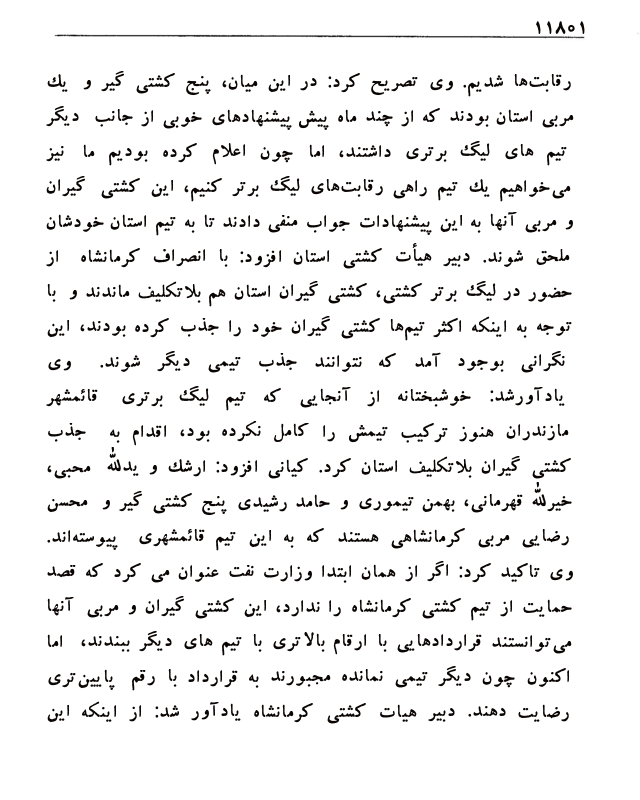 ۱۱۸۰۱
رقابت‌ها شدیم. وی تصریح کرد: در این میان، پنج کشتی گیر و یك
مربی استان بودند که از چند ماه پیش پیشنهادهای خوبی از جانب دیگر
تیم های لیگ برتری داشتند، اما چون اعلام کرده بودیم ما نیز
می‌خواهیم یك تیم راهی رقابت‌های لیگ برتر کنیم، این کشتی گیران
و مربی آنها به این پیشنهادات جواب منفی دادند تا به تیم استان خودشان
ملحق شوند. دبیر هیأت کشتی استان افزود: با انصراف کرمانشاه از
حضور در لیگ برتر کشتی، کشتی گیران استان هم بلاتکلیف ماندند و با
توجه به اینکه اکثر تیم‌ها کشتی گیران خود را جذب کرده بودند، این
نگرانی بوجود آمد که نتوانند جذب تیمی دیگر شوند. وی
یادآورشد: خوشبختانه از آنجایی که تیم لیگ برتری قائمشهر
مازندران هنوز ترکیب تیمش را کامل نکرده بود، اقدام به جذب
کشتی گیران بلاتکلیف استان کرد. کیانی افزود: ارشك و یدﷲ محبی،
خیرﷲ قهرمانی، بهمن تیموری و حامد رشیدی پنج کشتی گیر و محسن
رضایی مربی کرمانشاهی هستند که به این تیم قائمشهری پیوسته‌اند.
وی تاکید کرد: اگر از همان ابتدا وزارت نفت عنوان می کرد که قصد
حمایت از تیم کشتی کرمانشاه را ندارد، این کشتی گیران و مربی آنها
می‌توانستند قراردادهایی با ارقام بالاتری با تیم های دیگر ببندند، اما
اکنون چون دیگر تیمی نمانده مجبورند به قرارداد با رقم پایین‌تری
رضایت دهند. دبیر هیات کشتی کرمانشاه یادآور شد: از اینکه این